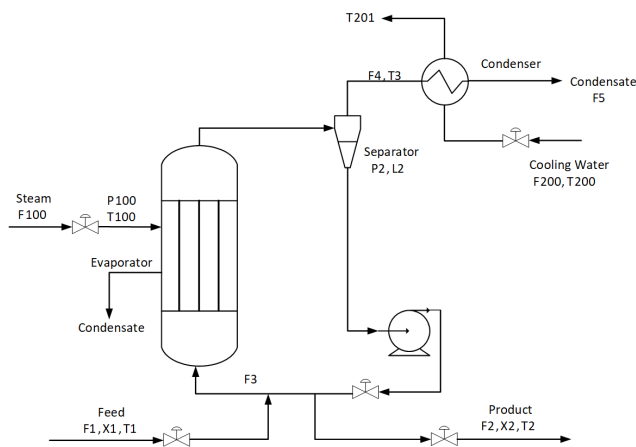 T201
F4,T3
Condenser
Condensate
F5
Separator
P2, L2
Cooling Water
F200, T200
Steam
F100
P100
T100
Evaporator
Condensate
F3
Feed
F1, X1, T1
Product
F2, X2, T2